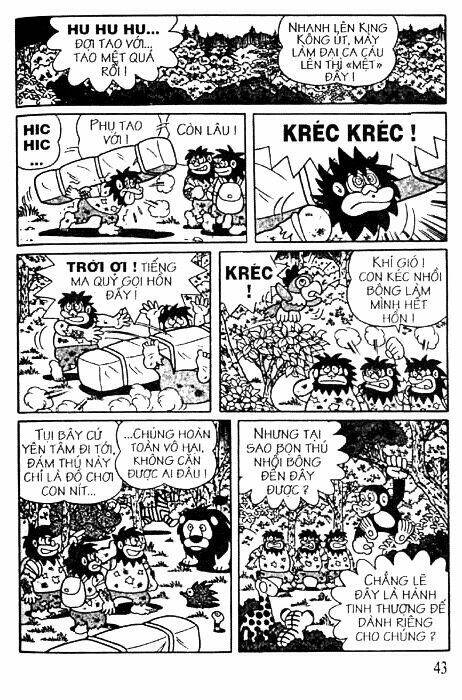 HU HU HU...
ĐỢI TAO VỚI...
TAO MỆT QUÁ
RỒI !
NHANH LÊN KING
KÔNG ÚT, MÀY
LÀM ĐẠI CA CÁU
LÊN THÌ «MỆT»
ĐẤY !
HIC
HIC
...
PHỤ TAO
VỚI !
CÒN LÂU !
KRÉC KRÉC !
TRỜI ƠI ! TIẾNG
MA QUỶ GỌI HỒN
ĐẤY !
KRÉC
!
KHỈ GIÓ !
CON KÉC NHỒI
BÔNG LÀM
MÌNH HẾT
HỒN !
TỤI BÂY CỨ
YÊN TÂM ĐI TỚI,
ĐÁM THÚ NÀY
CHỈ LÀ ĐỒ CHƠI
CON NÍT...
...CHÚNG HOÀN
TOÀN VÔ HẠI,
KHÔNG CẮN
ĐƯỢC AI ĐÂU !
NHƯNG TẠI
SAO BỌN THÚ
NHỒI BÔNG
ĐẾN ĐÂY
ĐƯỢC ?
CHẲNG LẼ
ĐÂY LÀ HÀNH
TINH THƯỢNG ĐẾ
DÀNH RIÊNG
CHO CHÚNG ?
43